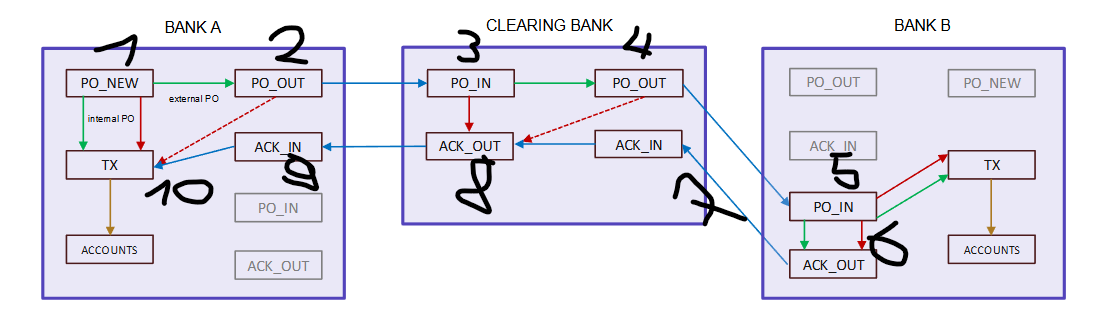 BANK A
CLEARING BANK
BANK B
1
2
3
4
PO_NEW
PO_OUT
PO_IN
PO_OUT
PO_OUT
PO_NEW
external PO
internal PO
TX
ACK_IN
ACK_OUT
ACK_IN
ACK_IN
5
TX
10
9
8
7
PO_IN
PO_IN
6
ACCOUNTS
ACK_OUT
ACK_OUT
ACCOUNTS